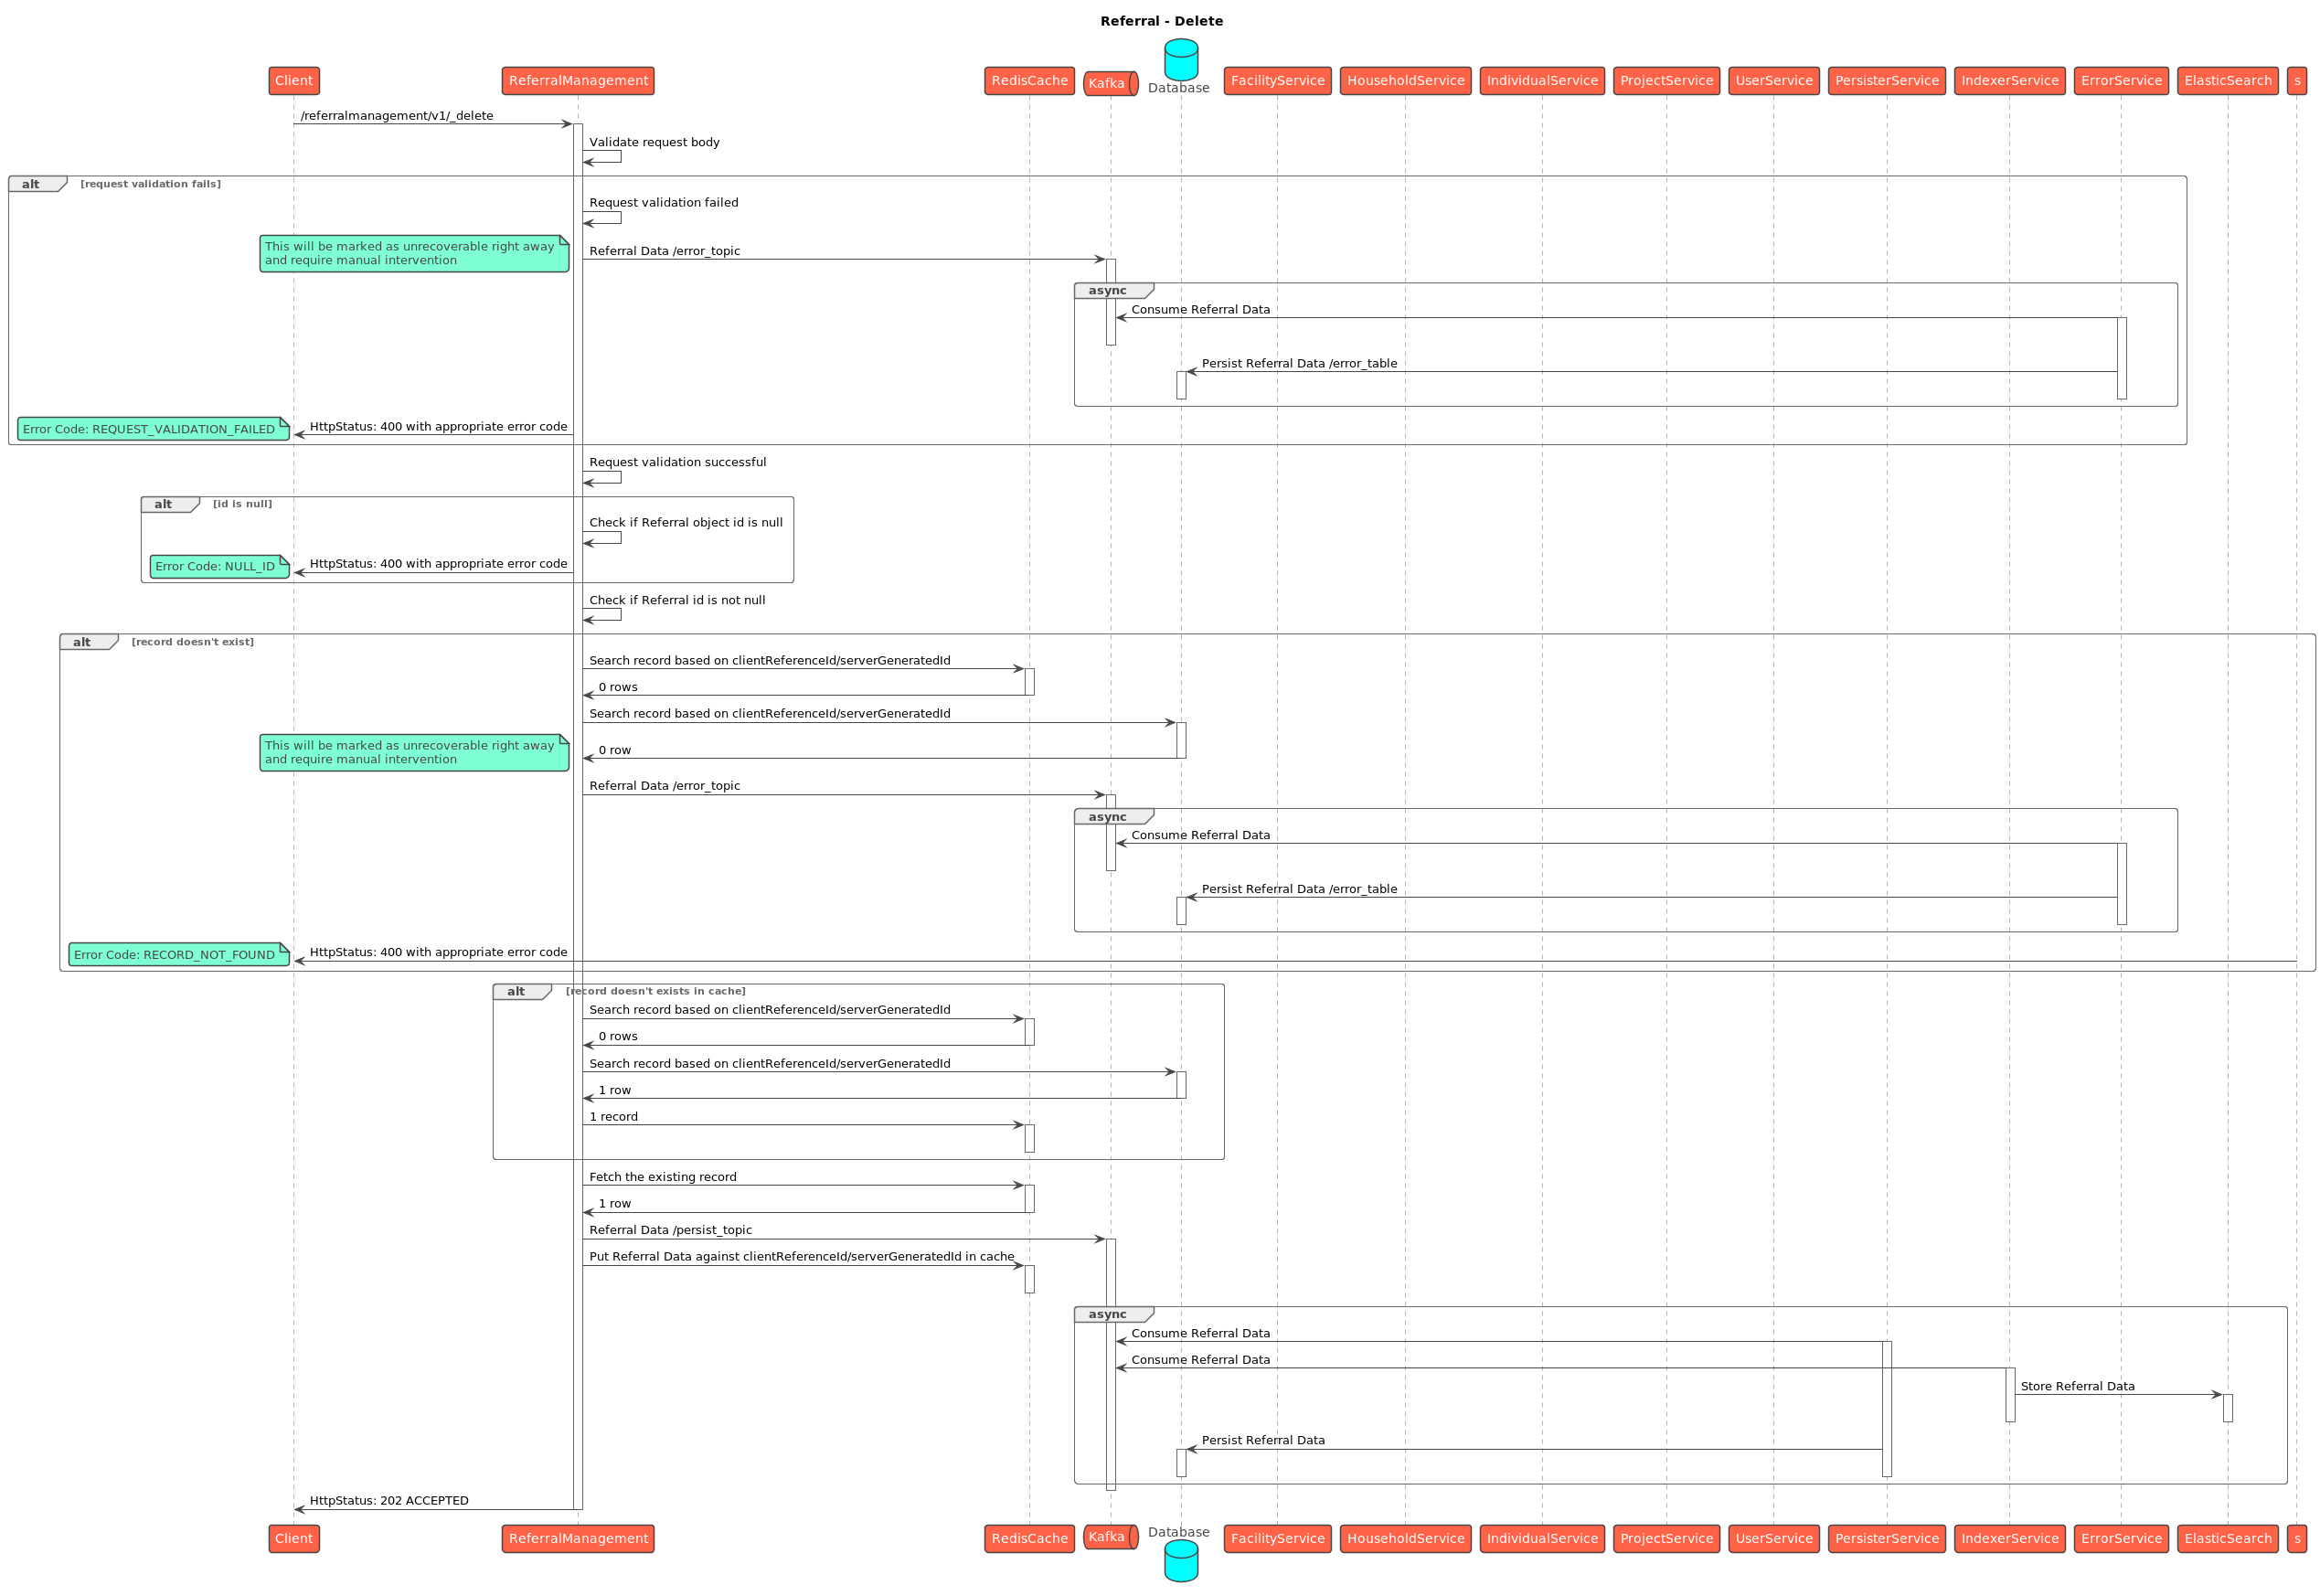 Referral - Delete
Client
ReferralManagement
RedisCache
Kafka
Database
FacilityService
HouseholdService
IndividualService
ProjectService
UserService
PersisterService
IndexerService
ErrorService
ElasticSearch
s
/referralmanagement/v1/_delete
Validate request body
alt
[request validation fails]
Request validation failed
This will be marked as unrecoverable right away
and require manual intervention
Referral Data /error_topic
async
Consume Referral Data
Persist Referral Data /error_table
Error Code: REQUEST_VALIDATION_FAILED
HttpStatus: 400 with appropriate error code
Request validation successful
alt
[id is null]
Check if Referral object id is null
Error Code: NULL_ID
HttpStatus: 400 with appropriate error code
Check if Referral id is not null
alt
[record doesn't exist]
Search record based on clientReferenceId/serverGeneratedId
0 rows
Search record based on clientReferenceId/serverGeneratedId
This will be marked as unrecoverable right away
and require manual intervention
0 row
Referral Data /error_topic
async
Consume Referral Data
Persist Referral Data /error_table
Error Code: RECORD_NOT_FOUND
HttpStatus: 400 with appropriate error code
alt
[record doesn't exists in cache]
Search record based on clientReferenceId/serverGeneratedId
0 rows
Search record based on clientReferenceId/serverGeneratedId
1 row
1 record
Fetch the existing record
1 row
Referral Data /persist_topic
Put Referral Data against clientReferenceId/serverGeneratedId in cache
async
Consume Referral Data
Consume Referral Data
Store Referral Data
Persist Referral Data
HttpStatus: 202 ACCEPTED
Client
ReferralManagement
RedisCache
Kafka
Database
FacilityService
HouseholdService
IndividualService
ProjectService
UserService
PersisterService
IndexerService
ErrorService
ElasticSearch
s